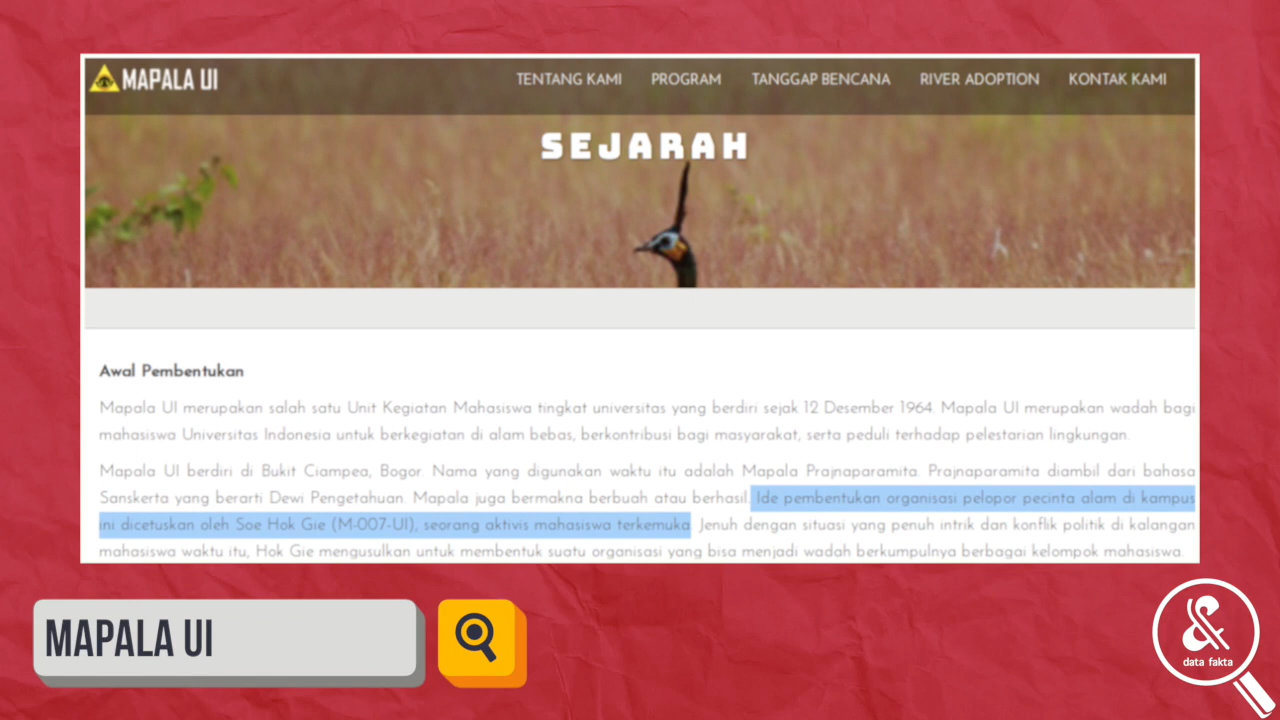 MAPALA UI
TENTANG KAMI PROGRAM TANGGAP BENCANA RIVER ADOPTION KONTAK KAMI
SEJARAH
Awal Pembentukan
Mapala UI merupakan salah satu Unit Kegiatan Mahasiswa tingkat universitas yang berdiri sejak 12 Desember 1964. Mapala UI merupakan wadah bagi
mahasiswa Universitas Indonesia untuk berkegiatan di alam bebas, berkontribusi bagi masyarakat, serta peduli terhadap pelestarian lingkungan.
Mapala UI berdiri di Bukit Ciampea, Bogor. Nama yang digunakan waktu itu adalah Mapala Prajnaparamita. Prajnaparamita diambil dari bahasa
Sanskerta yang berarti Dewi Pengetahuan. Mapala juga bermakna berbuah atau berhasil. Ide pembentukan organisasi pelopor pecinta alam di kampus
ini dicetuskan oleh Soe Hok Gie (M-007-UI), seorang aktivis mahasiswa terkemuka. Jenuh dengan situasi yang penuh intrik dan konflik politik di kalangan
mahasiswa waktu itu, Hok Gie mengusulkan untuk membentuk suatu organisasi yang bisa menjadi wadah berkumpulnya berbagai kelompok mahasiswa.
MAPALA UI
&
data fakta